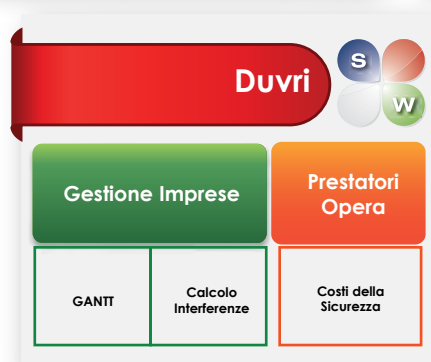 Duvri
S
W
Gestione Imprese
Prestatori
Opera
GANTT
Calcolo
Interferenze
Costi della
Sicurezza